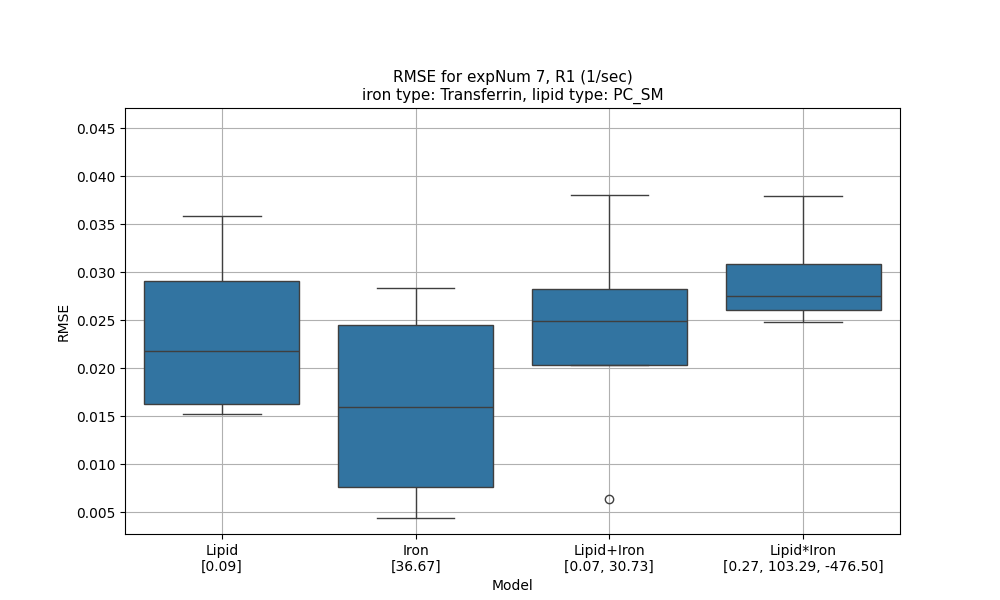 RMSE for expNum 7, R1 (1/sec)
iron type: Transferrin, lipid type: PC_SM
0.045
0.040
0.035
0.030
0.025
0.020
0.015
0.010
0.005
RMSE
Lipid
[0.09]
Iron
[36.67]
Lipid+Iron
[0.07, 30.73]
Lipid*Iron
[0.27, 103.29, -476.50]
Model